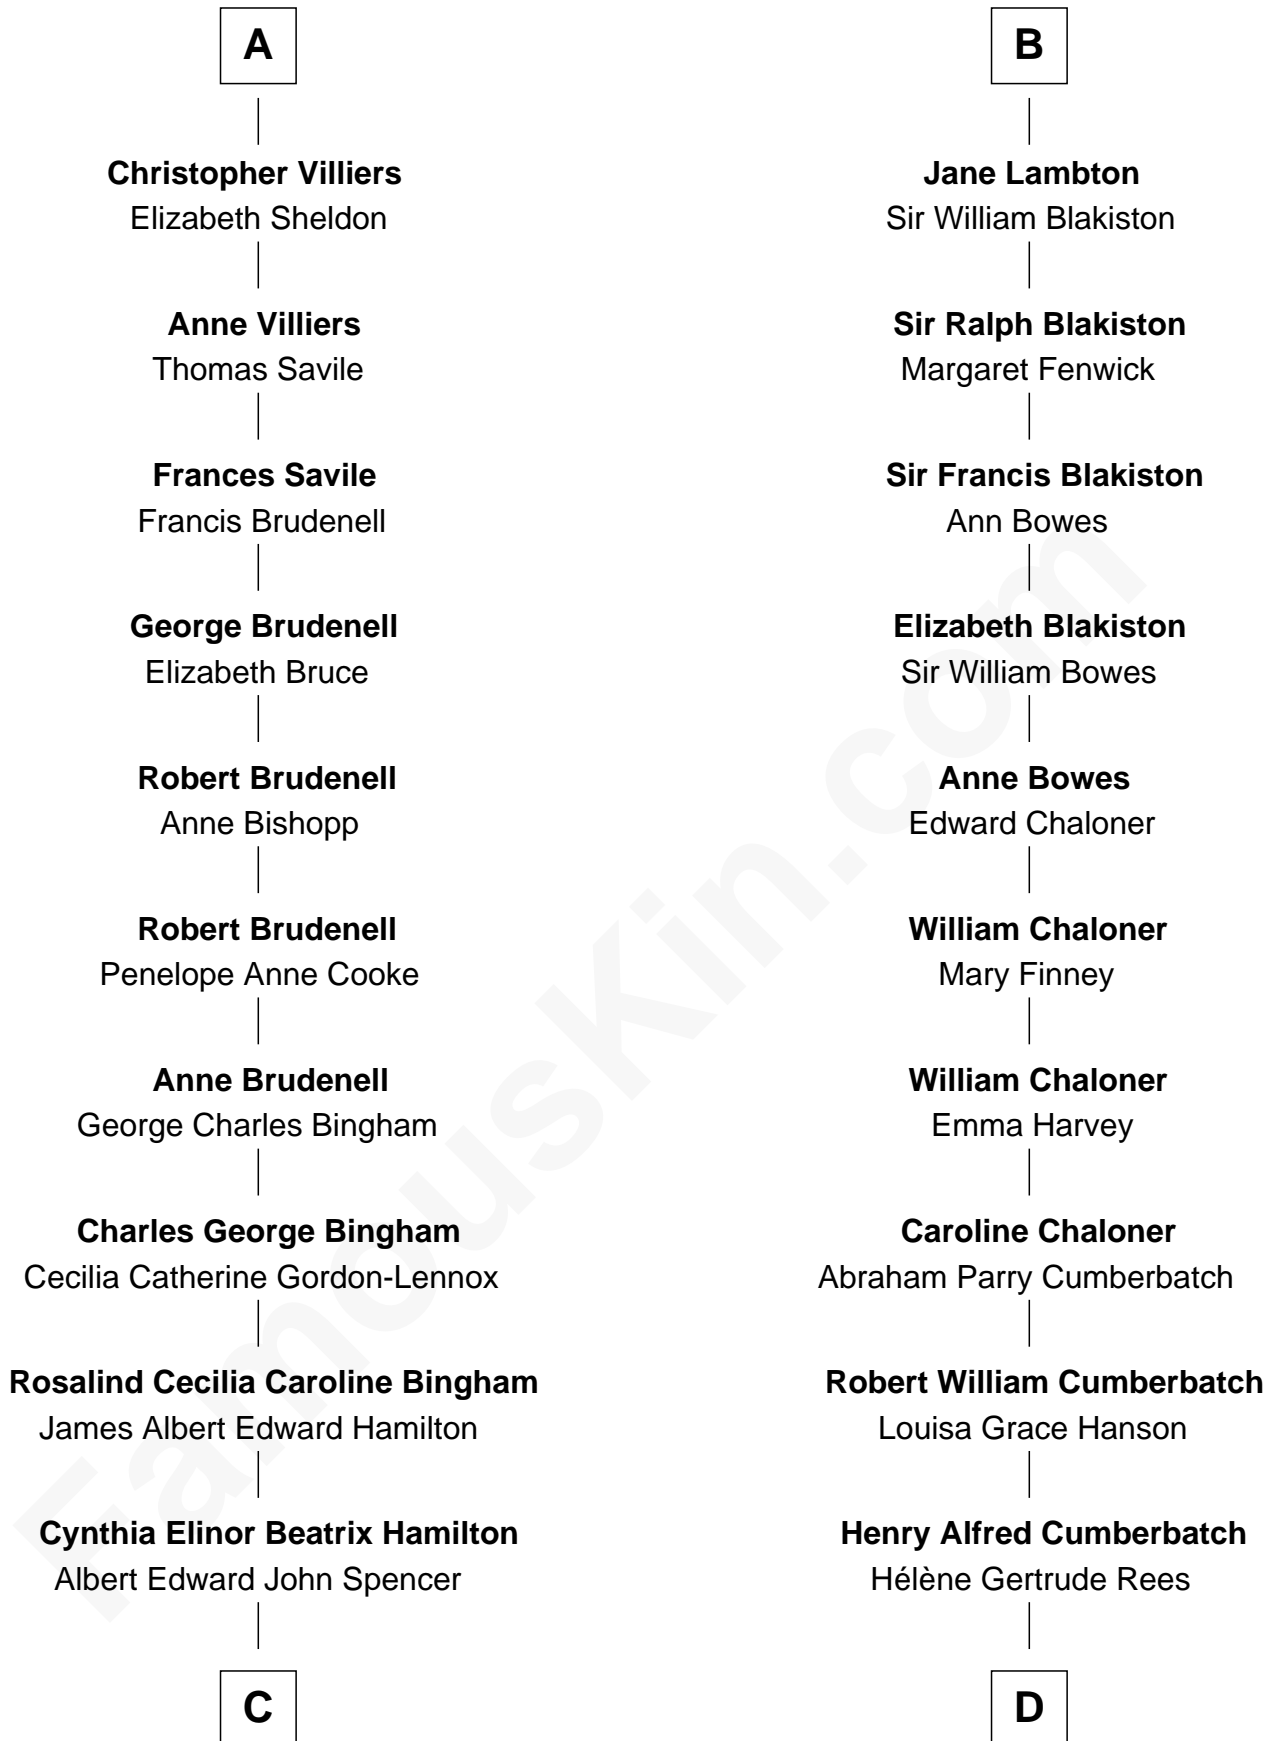 A
Christopher Villiers
Elizabeth Sheldon
Anne Villiers
Thomas Savile
Frances Savile
Francis Brudenell
George Brudenell
Elizabeth Bruce
Robert Brudenell
Anne Bishopp
Robert Brudenell
Penelope Anne Cooke
Anne Brudenell
George Charles Bingham
Charles George Bingham
Cecilia Catherine Gordon-Lennox
Rosalind Cecilia Caroline Bingham
James Albert Edward Hamilton
Cynthia Elinor Beatrix Hamilton
Albert Edward John Spencer
C
B
Jane Lambton
Sir William Blakiston
Sir Ralph Blakiston
Margaret Fenwick
Sir Francis Blakiston
Ann Bowes
Elizabeth Blakiston
Sir William Bowes
Anne Bowes
Edward Chaloner
William Chaloner
Mary Finney
William Chaloner
Emma Harvey
Caroline Chaloner
Abraham Parry Cumberbatch
Robert William Cumberbatch
Louisa Grace Hanson
Henry Alfred Cumberbatch
Hélène Gertrude Rees
D
FamousKin.com